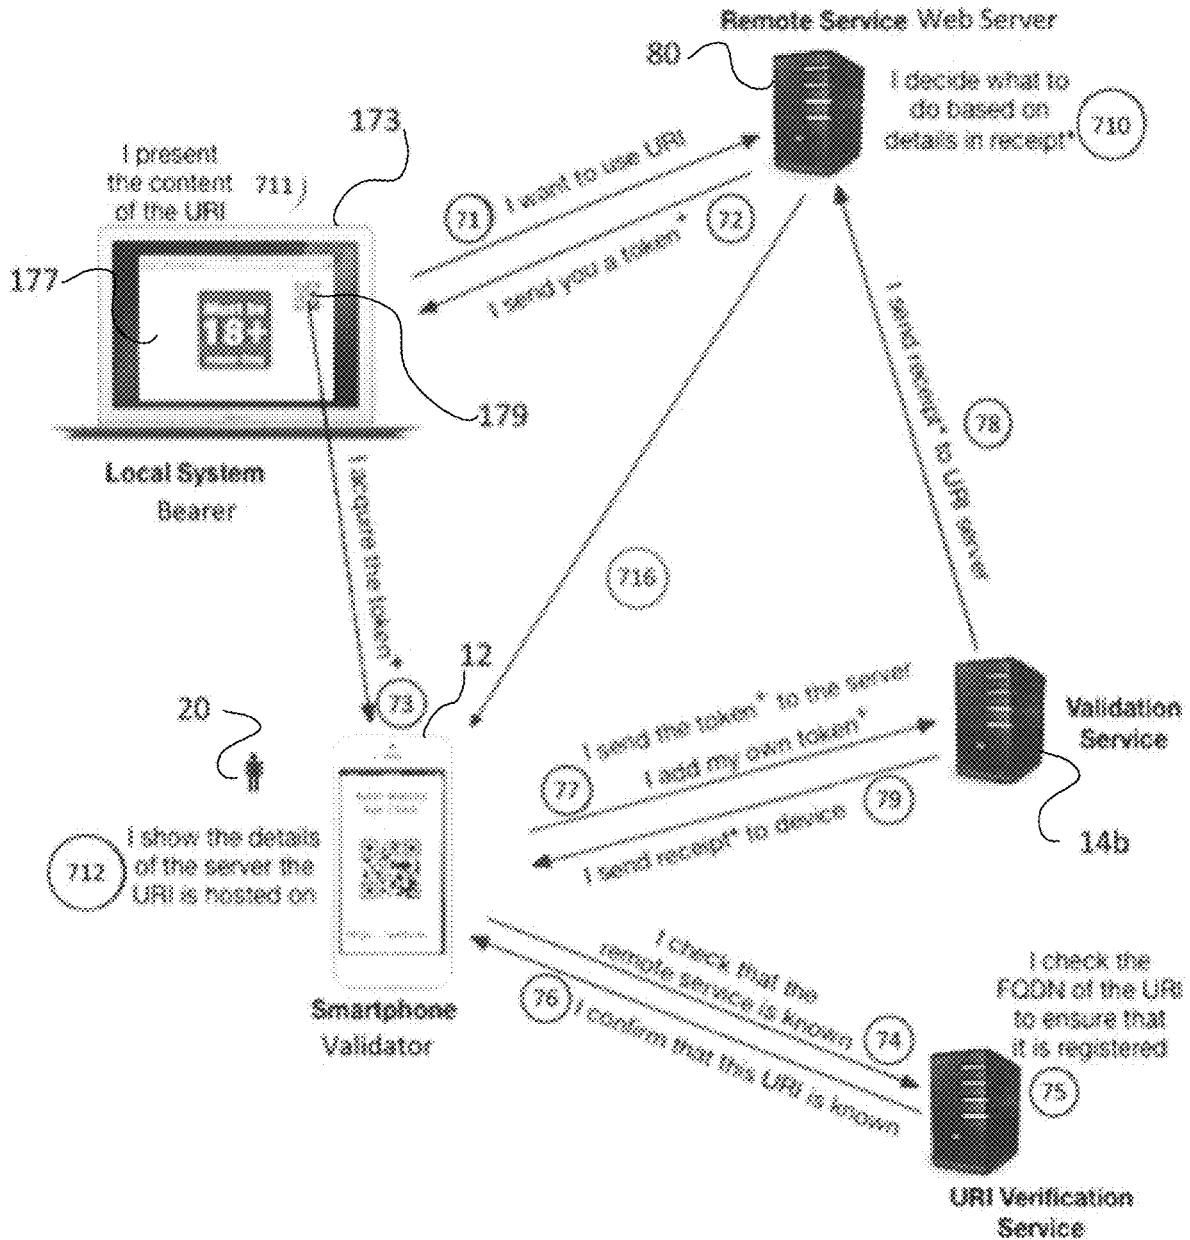 Remote Service Web Server
80
I decide what to
do based on
details in receipt*
710
173
I present
the content
of the URI
711
177
18+
179
Local System
Bearer
71
I want to use URI
72
I send you a token*
I acquire the token*
73
716
I send receipt* to URI server
78
12
20
712
I show the details
of the server the
URI is hosted on
Smartphone
Validator
I send the token* to the server
I add my own token*
77
79
I send receipt* to device
Validation
Service
14b
I check that the
remote service is known
74
76
I confirm that this URI is known
I check the
FQDN of the URI
to ensure that
it is registered
75
URI Verification
Service